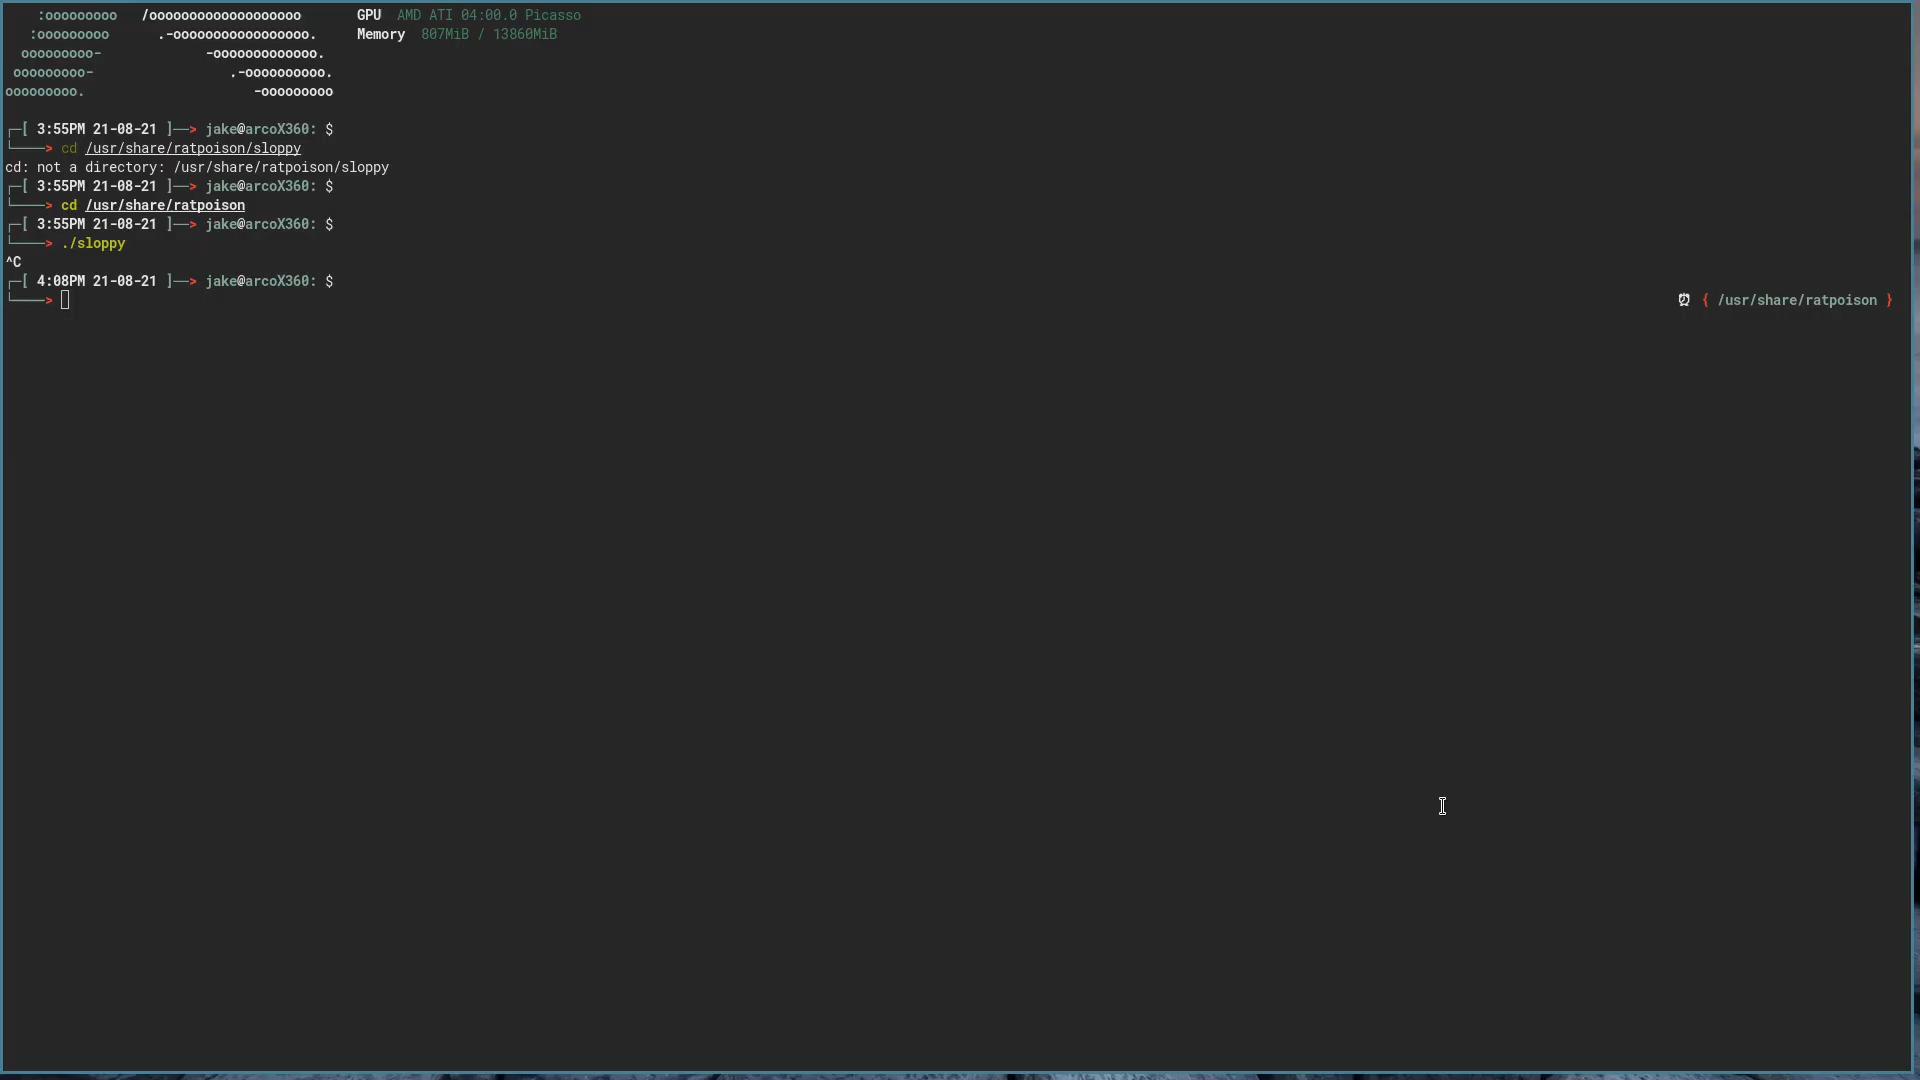 :ooooooooo   /ooooooooooooooooooo       GPU  AMD ATI 04:00.0 Picasso
:ooooooooo      .-ooooooooooooooooo.     Memory  807MiB / 13860MiB
ooooooooo-             -ooooooooooooo.
ooooooooo-                 .-oooooooooo.
ooooooooo.                     -ooooooooo
┌─[ 3:55PM 21-08-21 ]──> jake@arcoX360: $
└────> cd /usr/share/ratpoison/sloppy
cd: not a directory: /usr/share/ratpoison/sloppy
┌─[ 3:55PM 21-08-21 ]──> jake@arcoX360: $
└────> cd /usr/share/ratpoison
┌─[ 3:55PM 21-08-21 ]──> jake@arcoX360: $
└────> ./sloppy
^C
┌─[ 4:08PM 21-08-21 ]──> jake@arcoX360: $
└────> ⏰ { /usr/share/ratpoison }